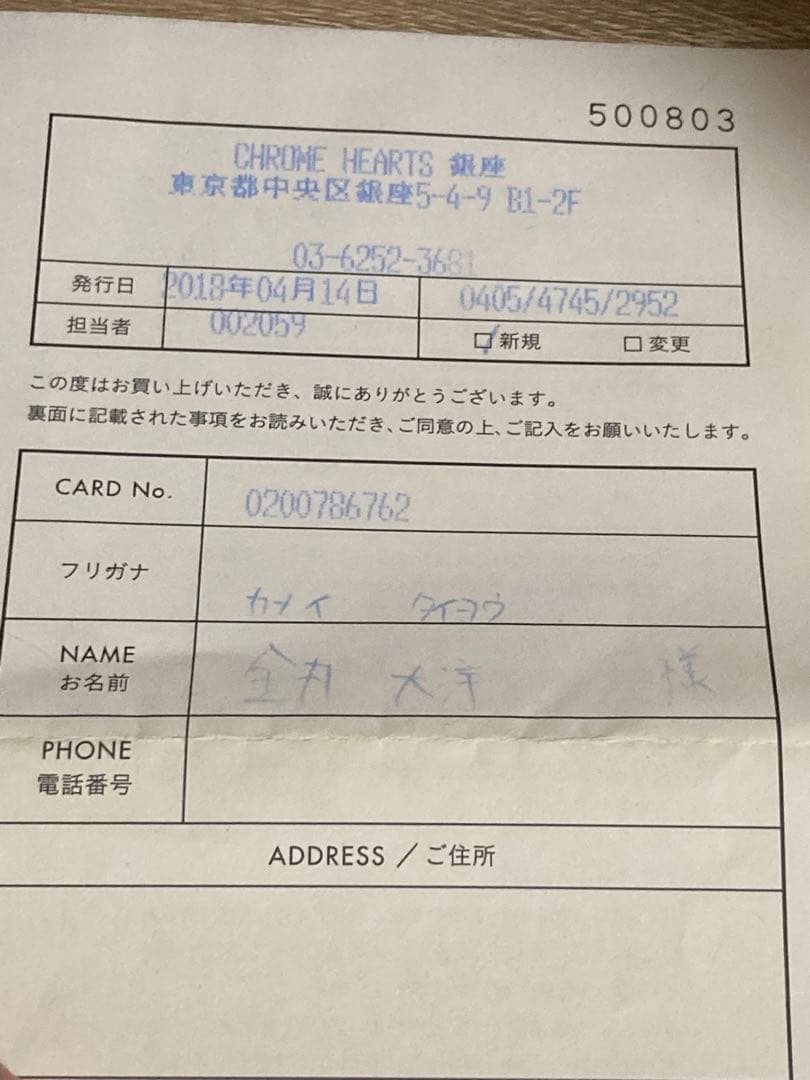 500803
CHROME HEARTS 銀座
東京都中央区銀座5-4-9 B1-2F
03-6252-3681
発行日 2018年04月14日 0405/4745/2952
担当者 002059 新規 変更
この度はお買い上げいただき、誠にありがとうございます。
裏面に記載された事項をお読みいただき、ご同意の上、ご記入をお願いいたします。
CARD No. 0200786762
フリガナ カメイ タイヨウ
NAME
お名前 大洋 様
PHONE
電話番号
ADDRESS / ご住所